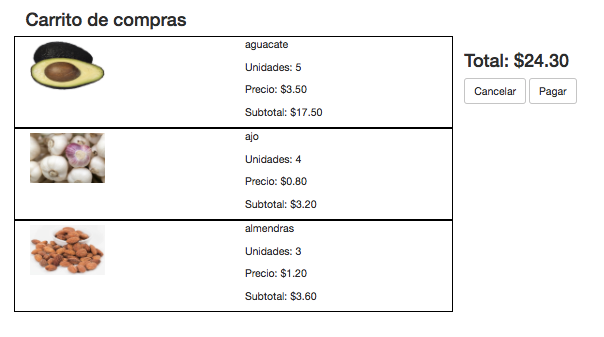 Carrito de compras
aguacate
Unidades: 5
Precio: $3.50
Subtotal: $17.50
ajo
Unidades: 4
Precio: $0.80
Subtotal: $3.20
almendras
Unidades: 3
Precio: $1.20
Subtotal: $3.60
Total: $24.30
Cancelar Pagar